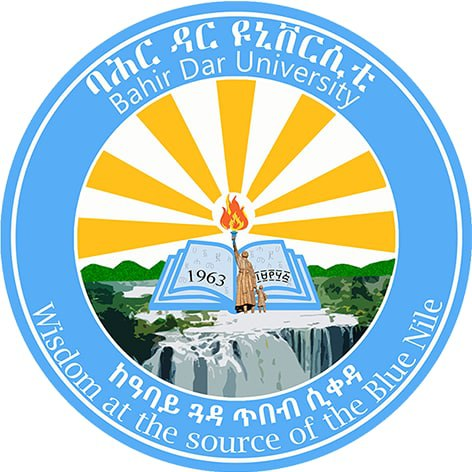 ባሕር ዳር ዩኒቨርሲቲ
Bahir Dar University
1963
ከዓባይ ጓዳ ጥበብ ሲቀዳ
Wisdom at the source of the Blue Nile